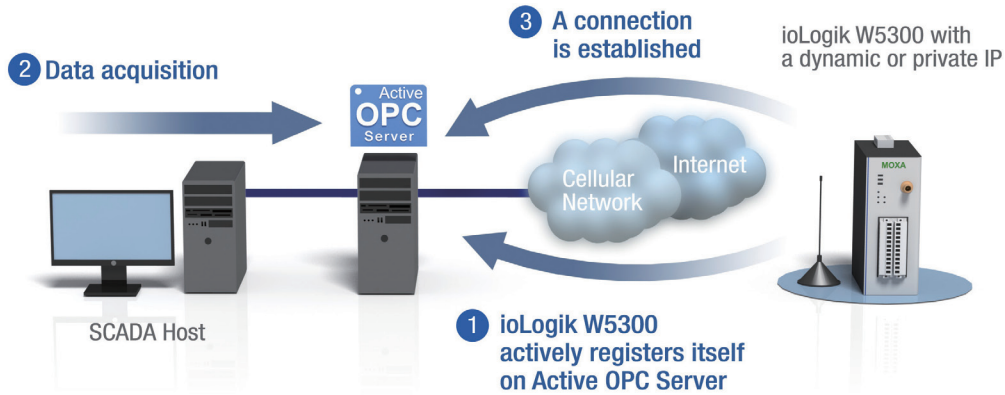 3 A connection
is established
ioLogik W5300 with
a dynamic or private IP
2 Data acquisition
Active
OPC
Server
MOXA
Internet
Cellular
Network
SCADA Host
1 ioLogik W5300
actively registers itself
on Active OPC Server